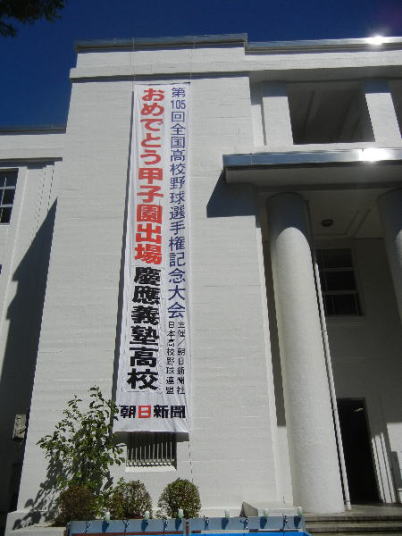 第105回全国高校野球選手権記念大会
主催／朝日新聞社
日本高校野球連盟
おめでとう甲子園出場 慶應義塾高校
朝日新聞